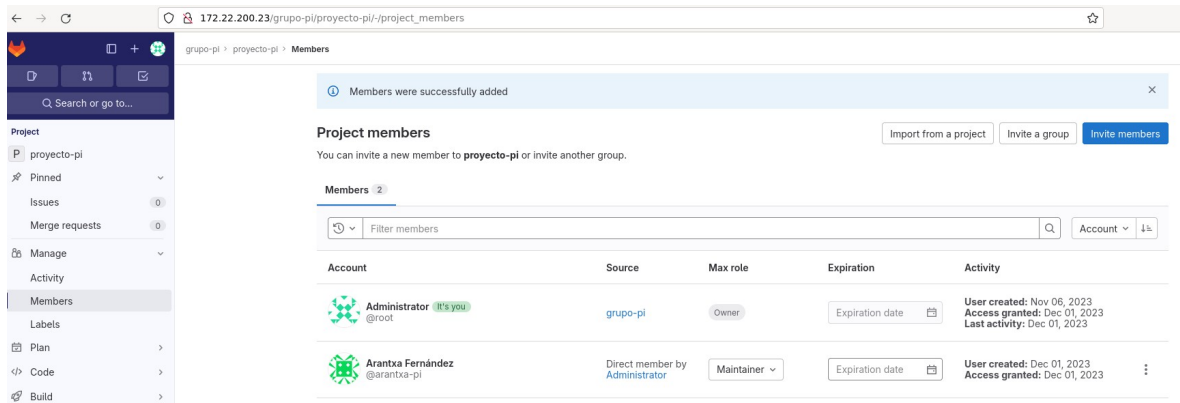 172.22.200.23/grupo-pi/proyecto-pi/-/project_members
grupo-pi > proyecto-pi > Members
Search or go to...
Project
P proyecto-pi
Pinned
Issues 0
Merge requests 0
Manage
Activity
Members
Labels
Plan
Code
Build
Members were successfully added
Project members
Import from a project Invite a group Invite members
You can invite a new member to proyecto-pi or invite another group.
Members 2
Filter members
Account
Account Source Max role Expiration Activity
Administrator It's you
@root
grupo-pi
Owner
Expiration date
User created: Nov 06, 2023
Access granted: Dec 01, 2023
Last activity: Dec 01, 2023
Arantxa Fernández
@arantxa-pi
Direct member by
Administrator
Maintainer
Expiration date
User created: Dec 01, 2023
Access granted: Dec 01, 2023